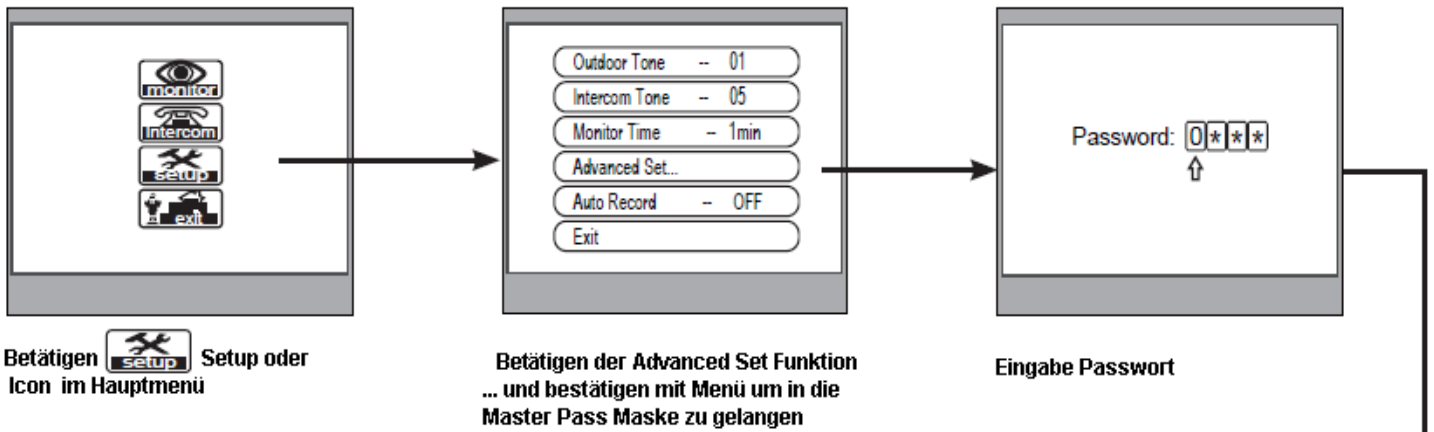 monitor
Intercom
setup
exit
Outdoor Tone -- 01
Intercom Tone -- 05
Monitor Time -- 1min
Advanced Set...
Auto Record -- OFF
Exit
Password: 0***
Betätigen setup Setup oder
Icon im Hauptmenü
Betätigen der Advanced Set Funktion
... und bestätigen mit Menü um in die
Master Pass Maske zu gelangen
Eingabe Passwort